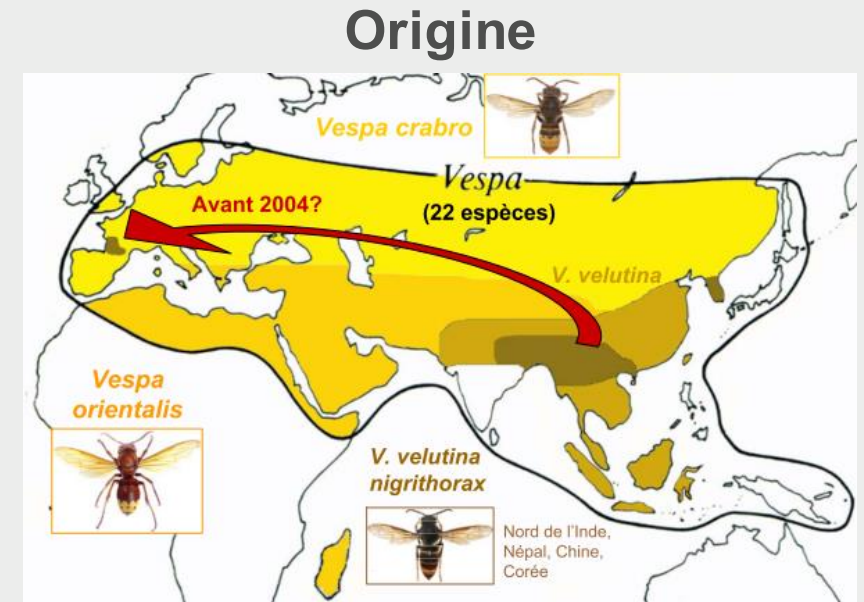 Origine
Vespa crabro
Vespa
(22 espèces)
Avant 2004?
V. velutina
Vespa
orientalis
V. velutina
nigrithorax
Nord de l'Inde,
Népal, Chine,
Corée